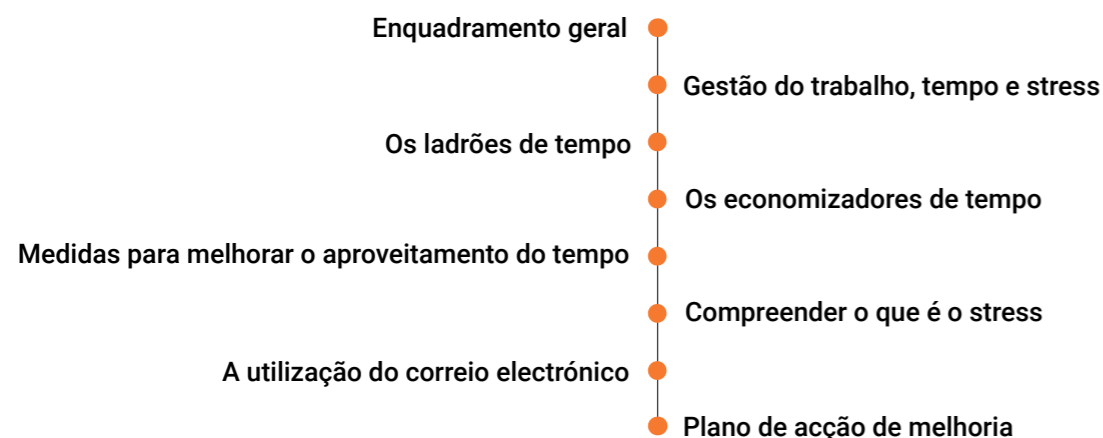 Enquadramento geral
Gestão do trabalho, tempo e stress
Os ladrões de tempo
Os economizadores de tempo
Medidas para melhorar o aproveitamento do tempo
Compreender o que é o stress
A utilização do correio electrónico
Plano de acção de melhoria